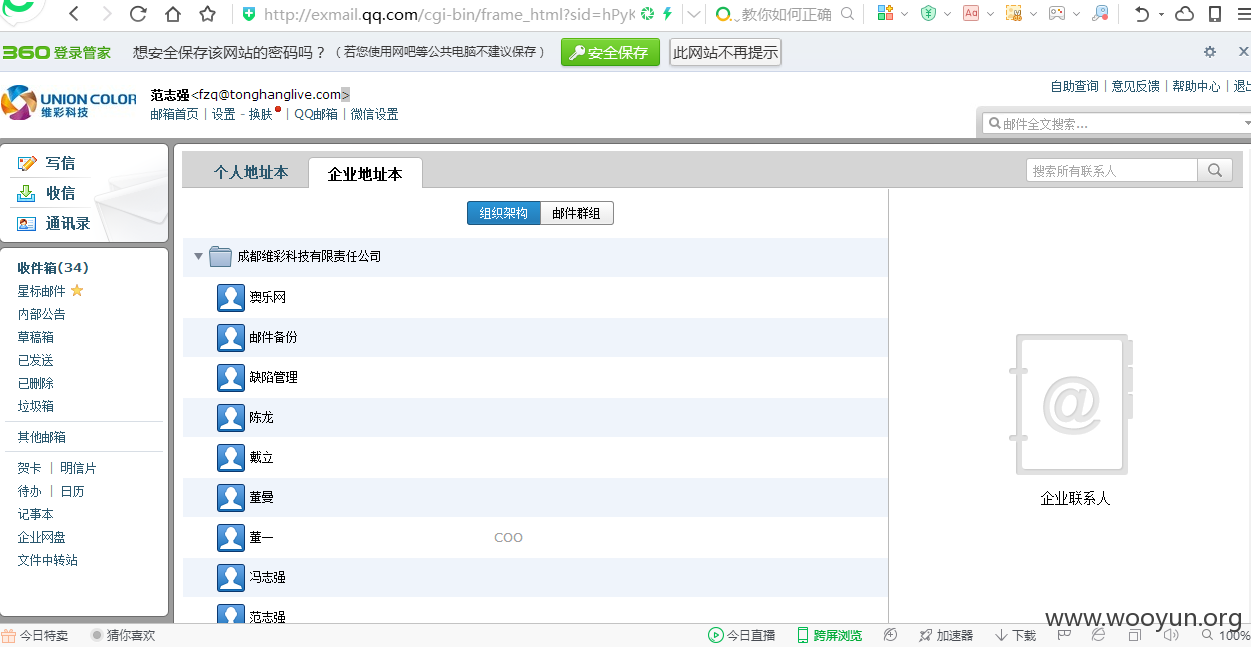 http://exmail.qq.com/cgi-bin/frame_html?sid=hPyK
教你如何正确
360 登录管家 想安全保存该网站的密码吗？（若您使用网吧等公共电脑不建议保存） 安全保存 此网站不再提示
UNION COLOR
维彩科技
范志强<fzq@tonghanglive.com>
邮箱首页 | 设置 - 换肤 | QQ邮箱 | 微信设置
自助查询 | 意见反馈 | 帮助中心 | 退出
邮件全文搜索...
写信
收信
通讯录
收件箱(34)
星标邮件
内部公告
草稿箱
已发送
已删除
垃圾箱
其他邮箱
贺卡 | 明信片
待办 | 日历
记事本
企业网盘
文件中转站
个人地址本 企业地址本
搜索所有联系人
组织架构 邮件群组
成都维彩科技有限责任公司
澳乐网
邮件备份
缺陷管理
陈龙
戴立
董曼
董一 COO
冯志强
范志强
@
企业联系人
www.wooyun.org
今日特卖 猜你喜欢 今日直播 跨屏浏览 加速器 下载 100%